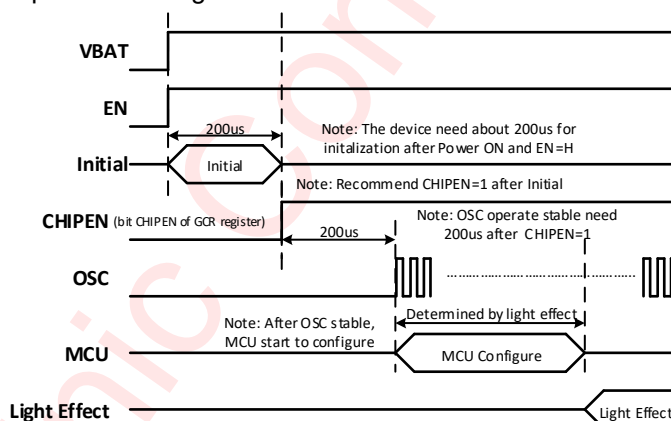 VBAT
EN
200us
Note: The device need about 200us for
initalization after Power ON and EN=H
Initial
Initial
Note: Recommend CHIPEN=1 after Initial
CHIPEN (bit CHIPEN of GCR register)
200us
Note: OSC operate stable need
200us after CHIPEN=1
OSC
Note: After OSC stable,
MCU start to configure
Determined by light effect
MCU
MCU Configure
Light Effect
Light Effect